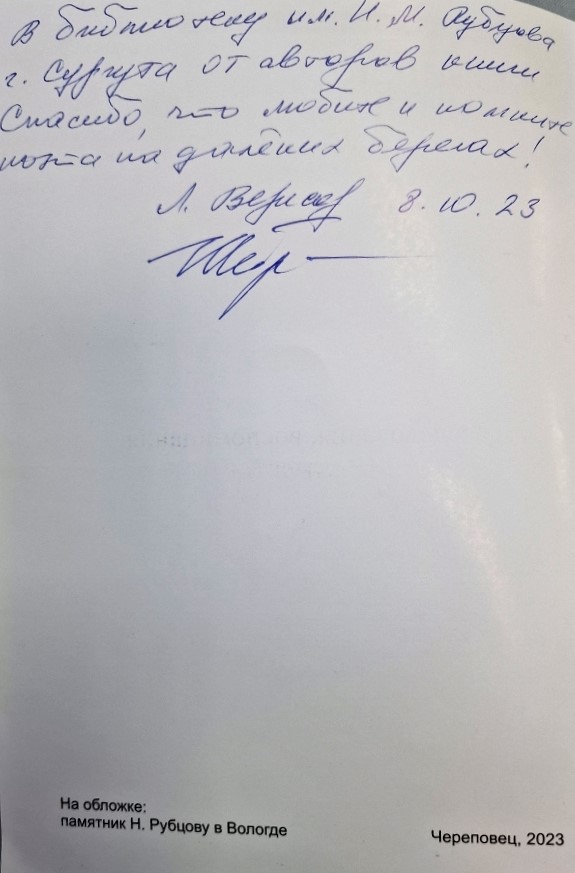 В библиотеку им. Н. М. Рубцова
г. Сургута от авторов книги
Спасибо, что любите и помните
поэта на далёких берегах!
Л. 8.10.23
На обложке:
памятник Н. Рубцову в Вологде
Череповец, 2023